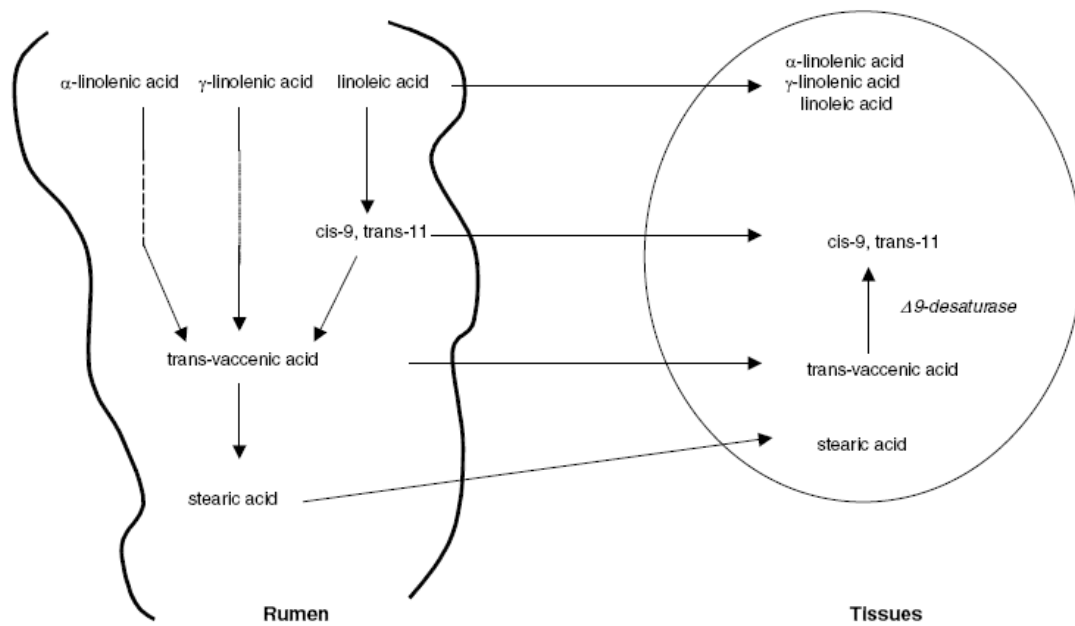 α-linolenic acid γ-linolenic acid linoleic acid
cis-9, trans-11
trans-vaccenic acid
stearic acid
Rumen
α-linolenic acid
γ-linolenic acid
linoleic acid
cis-9, trans-11
Δ9-desaturase
trans-vaccenic acid
stearic acid
Tissues